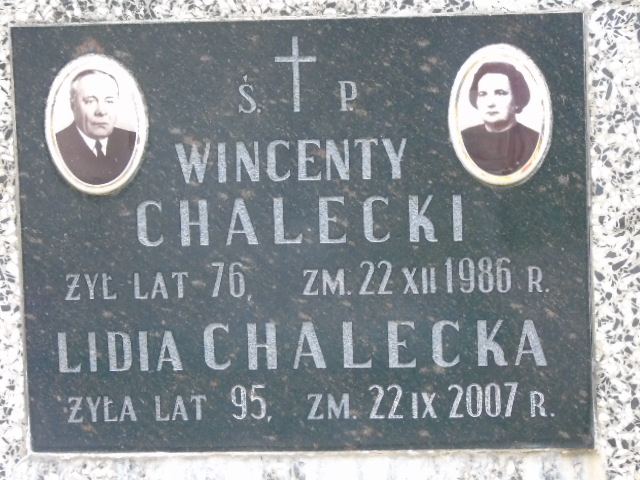 Ś. P.
WINCENTY
CHALECKI
ŻYŁ LAT 76, ZM. 22 XII 1986 R.
LIDIA CHALECKA
ŻYŁA LAT 95, ZM. 22 IX 2007 R.